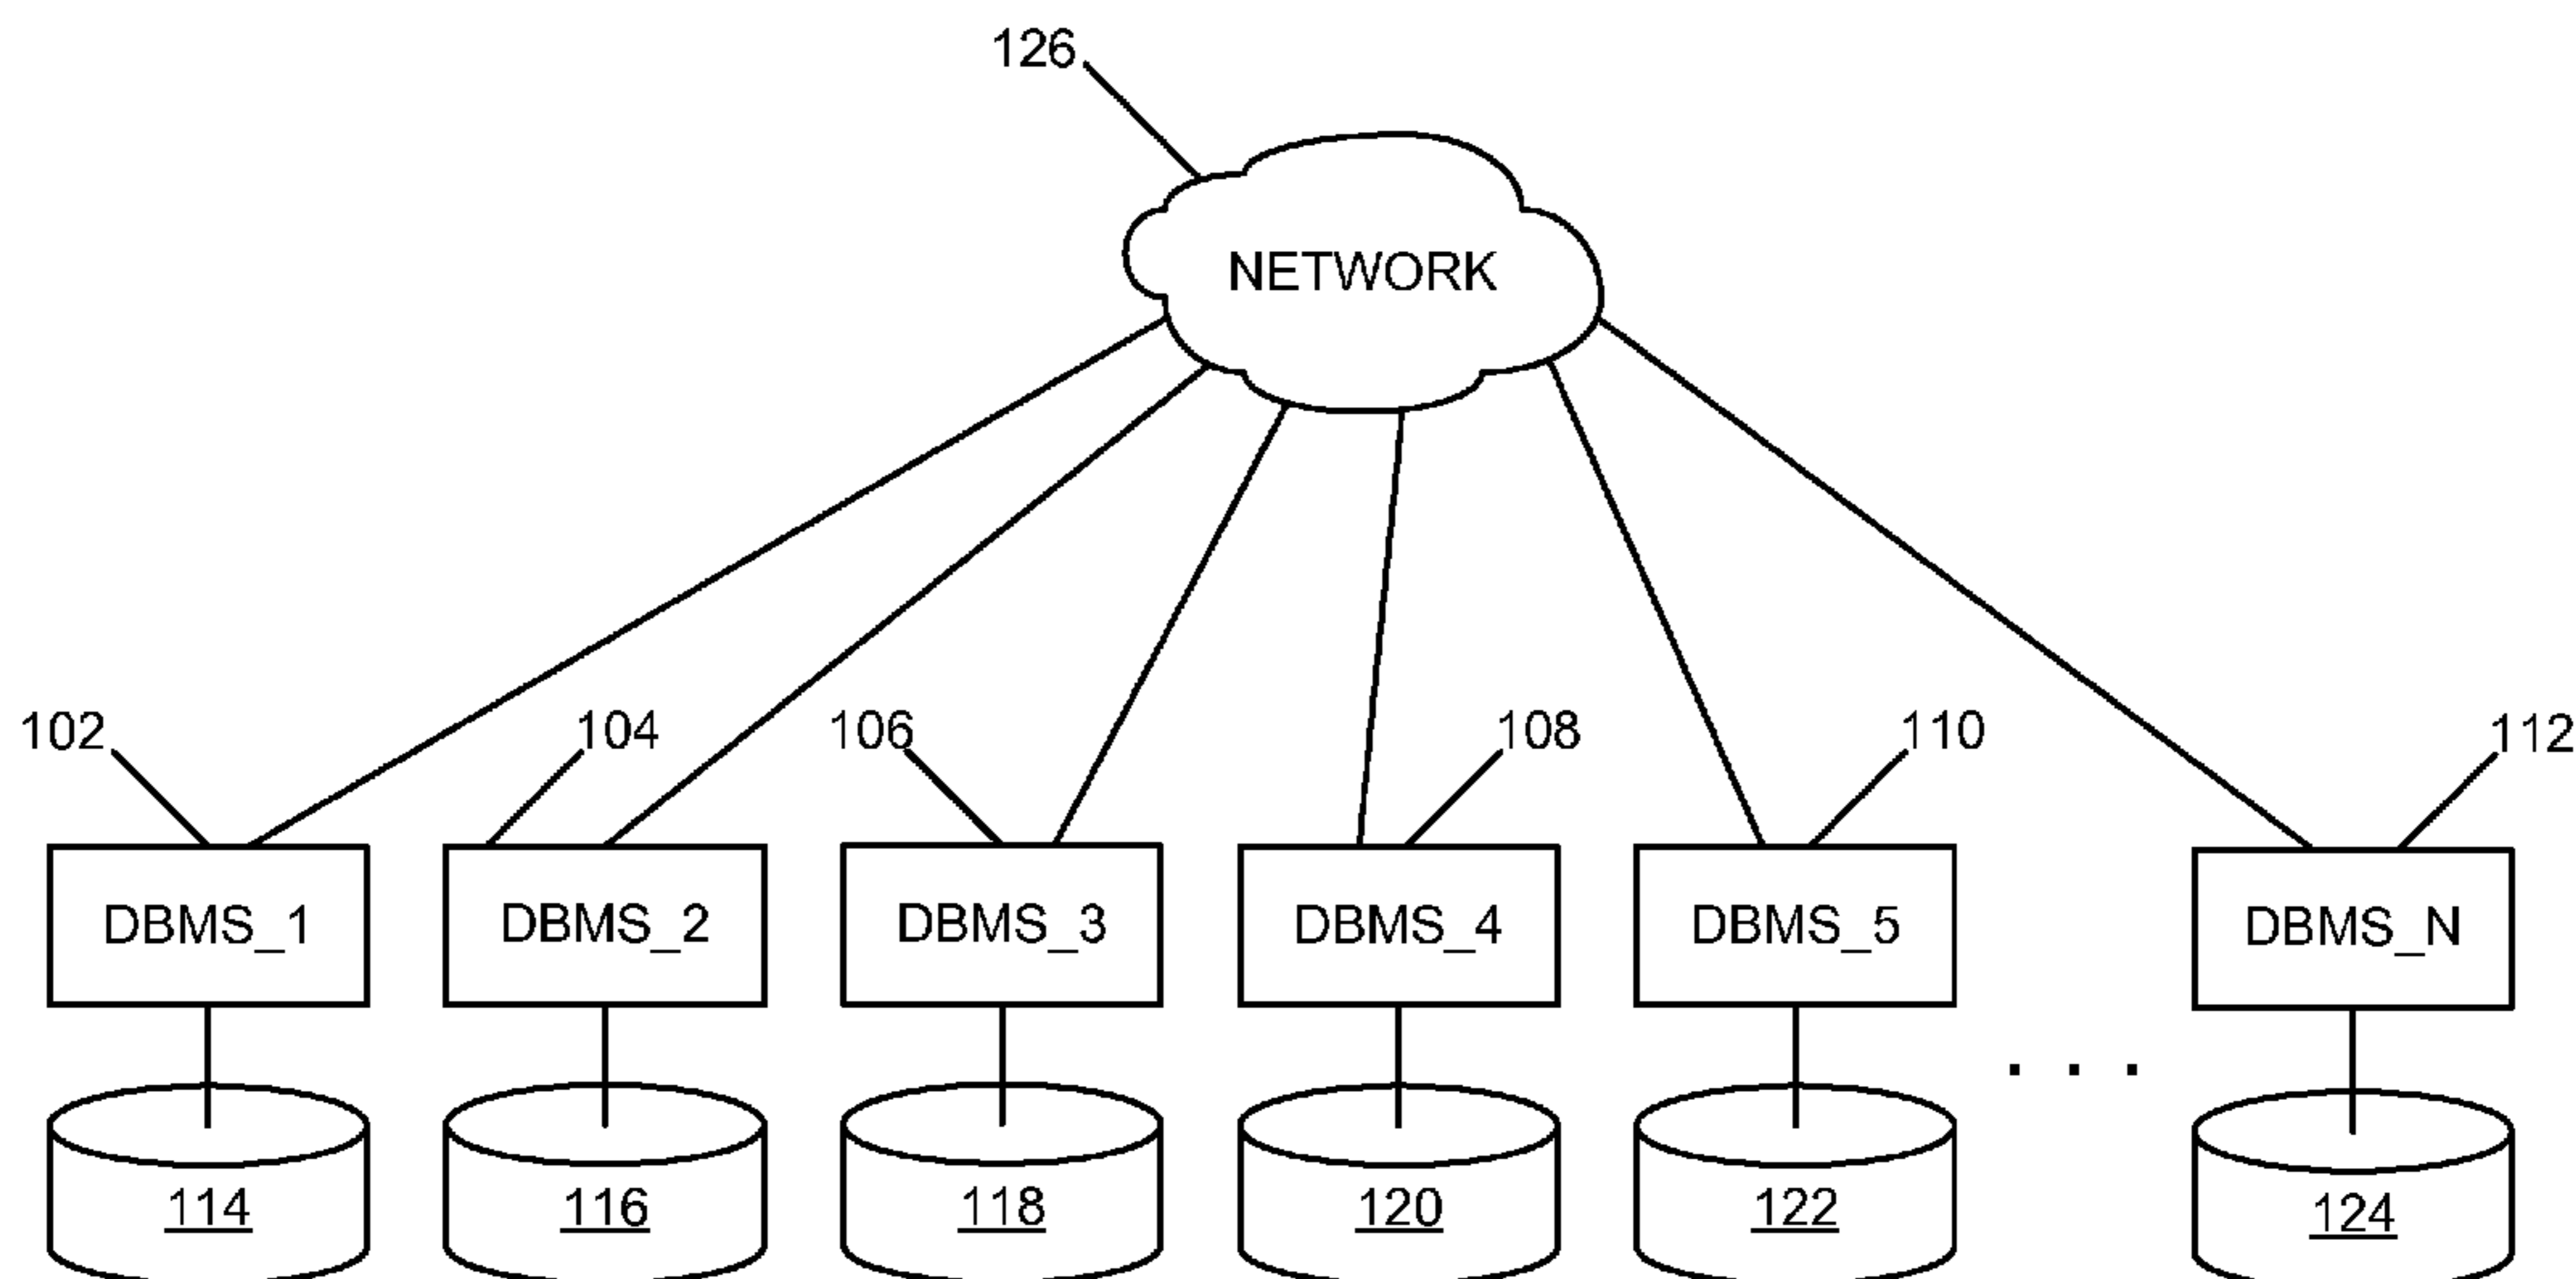 126
NETWORK
102 104 106 108 110 112
DBMS_1 DBMS_2 DBMS_3 DBMS_4 DBMS_5 DBMS_N
. . .
114 116 118 120 122 124